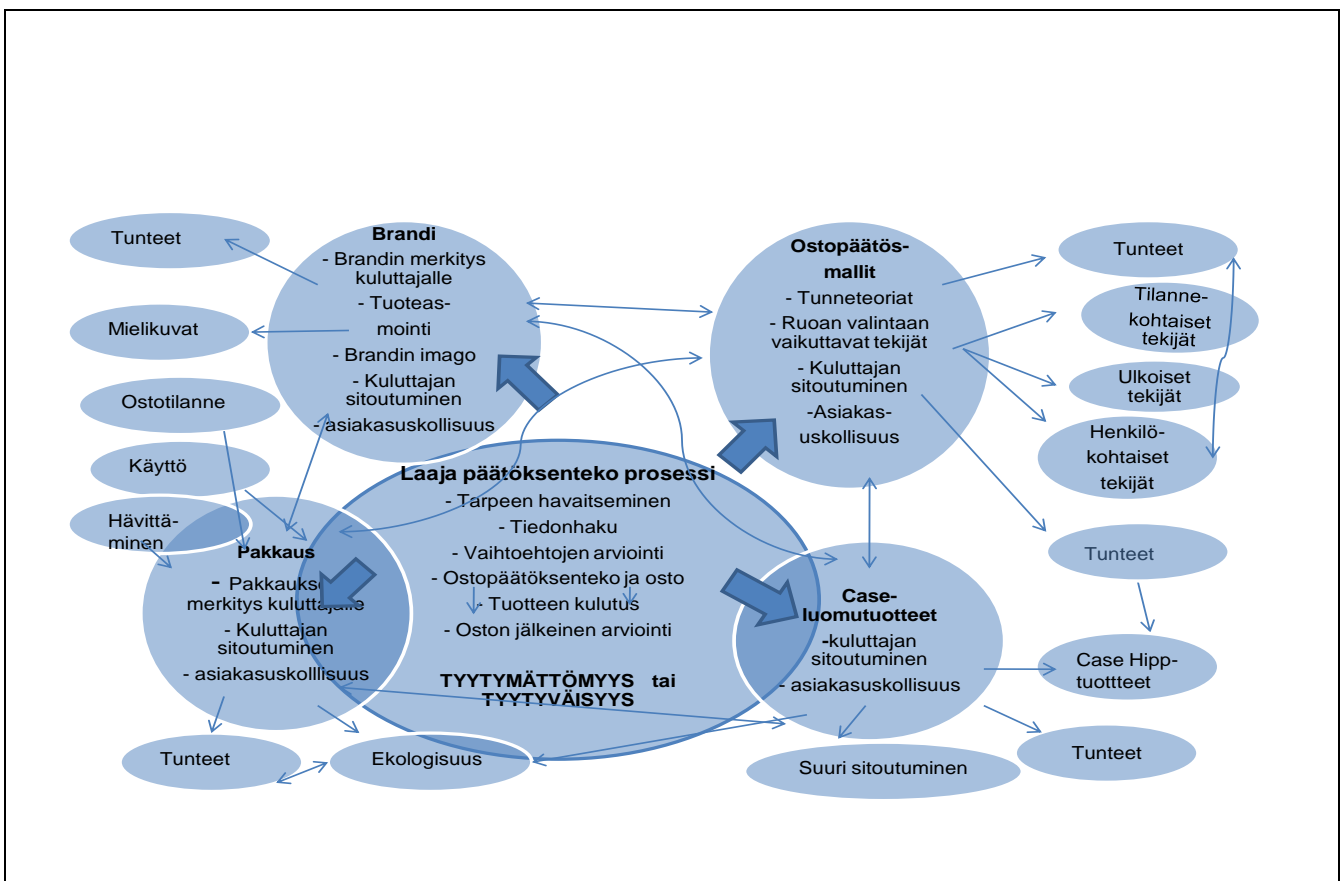 Tunteet
Mielikuvat
Ostotilanne
Käyttö
Hävittä-
minen
Brandi
- Brandin merkitys
kuluttajalle
- Tuoteas-
mointi
- Brandin imago
- Kuluttajan
sitoutuminen
- asiakasuskollisuus
Ostopäätös-
mallit
- Tunneteoriat
- Ruoan valintaan
vaikuttavat tekijät
- Kuluttajan
sitoutuminen
-Asiakas-
uskollisuus
Tunteet
Tilanne-
kohtaiset
tekijät
Ulkoiset
tekijät
Henkilö-
kohtaiset
tekijät
Tunteet
Laaja päätöksenteko prosessi
- Tarpeen havaitseminen
- Tiedonhaku
- Vaihtoehtojen arviointi
- Ostopäätöksenteko ja osto
- Tuotteen kulutus
- Oston jälkeinen arviointi
TYYTYMÄTTÖMYYS tai
TYYTYVÄISYYS
Pakkaus
- Pakkaukse
merkitys kuluttajalle
- Kuluttajan
sitoutuminen
- asiakasuskolllisuus
Case-
luomutuotteet
-kuluttajan
sitoutuminen
- asiakasuskollisuus
Case Hipp-
tuotttteet
Tunteet
Ekologisuus
Suuri sitoutuminen
Tunteet